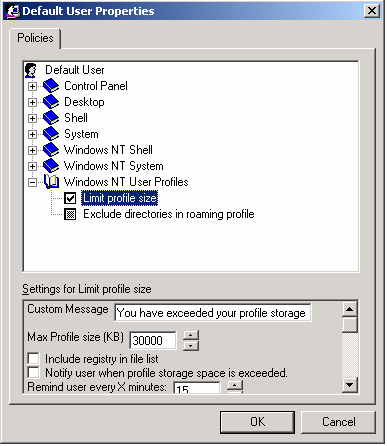 Default User Properties
Policies
Default User
Control Panel
Desktop
Shell
System
Windows NT Shell
Windows NT System
Windows NT User Profiles
Limit profile size
Exclude directories in roaming profile
Settings for Limit profile size
Custom Message You have exceeded your profile storage
Max Profile size (KB) 30000
Include registry in file list
Notify user when profile storage space is exceeded.
Remind user every X minutes: 15
OK Cancel